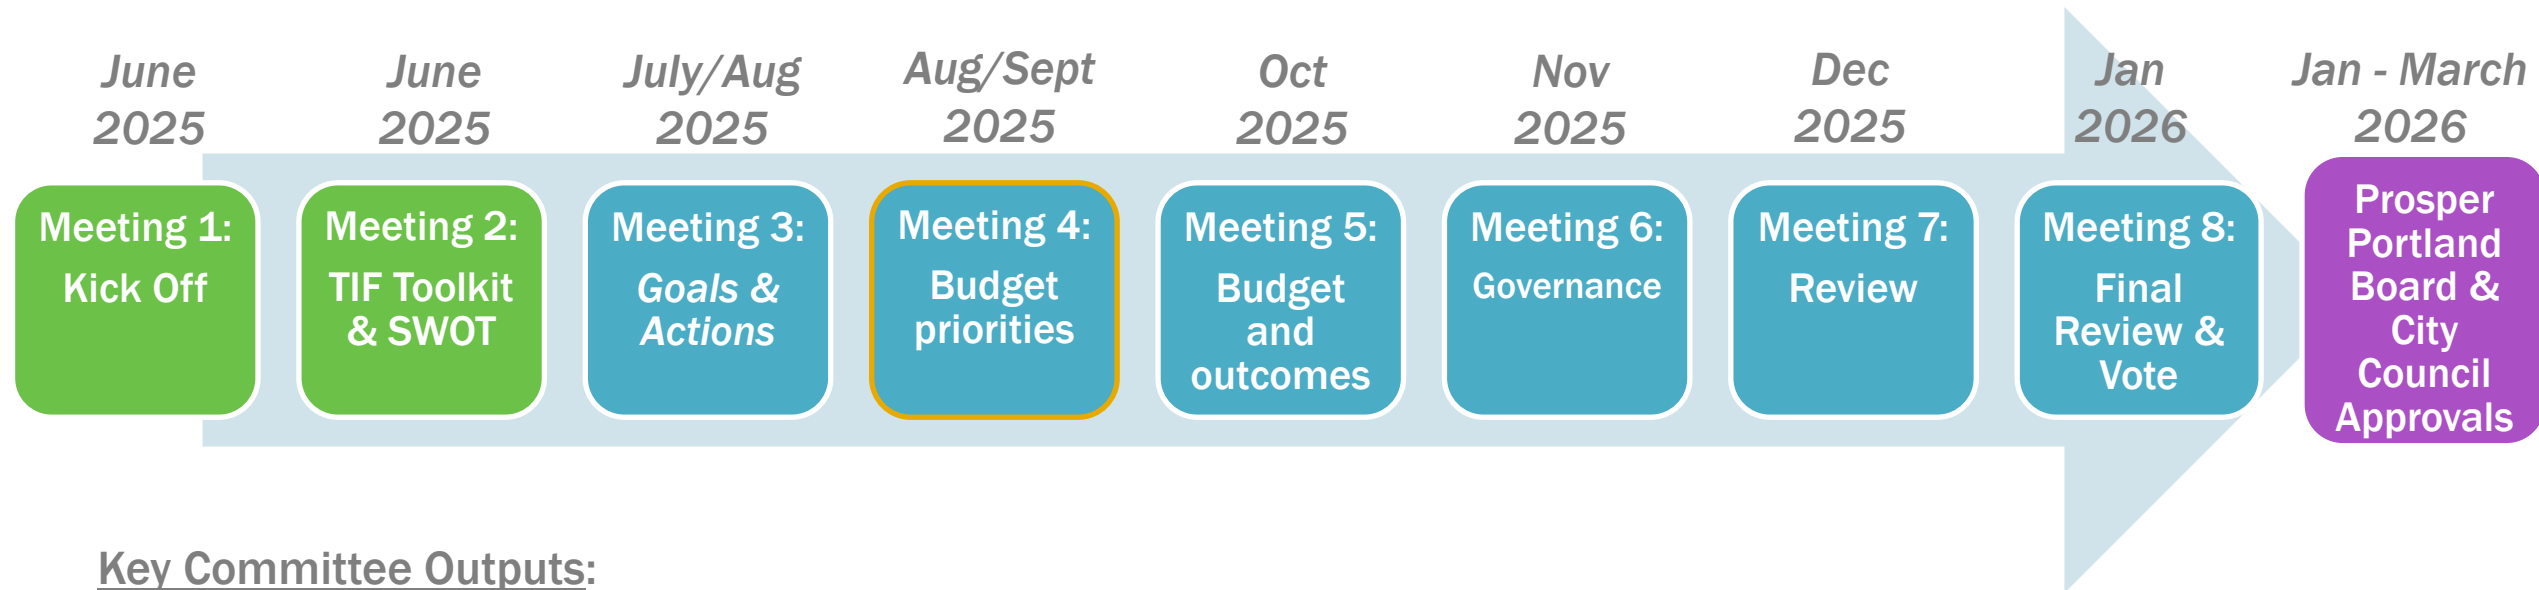 June
2025
June
2025
July/Aug
2025
Aug/Sept
2025
Oct
2025
Nov
2025
Dec
2025
Jan
2026
Jan - March
2026
Meeting 1:
Kick Off
Meeting 2:
TIF Toolkit
& SWOT
Meeting 3:
Goals &
Actions
Meeting 4:
Budget
priorities
Meeting 5:
Budget
and
outcomes
Meeting 6:
Governance
Meeting 7:
Review
Meeting 8:
Final
Review &
Vote
Prosper
Portland
Board &
City
Council
Approvals
Key Committee Outputs: